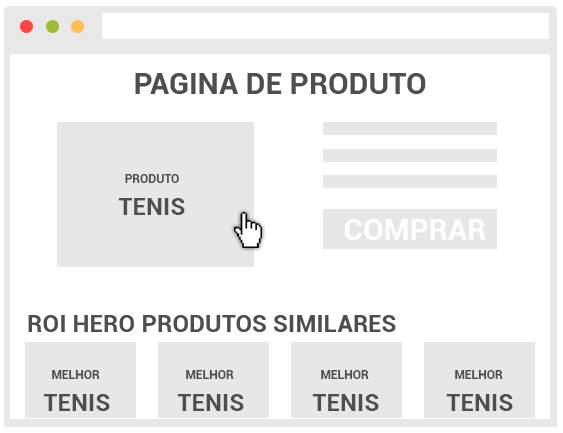 PAGINA DE PRODUTO
PRODUTO
TENIS
COMPRAR
ROI HERO PRODUTOS SIMILARES
MELHOR
TENIS
MELHOR
TENIS
MELHOR
TENIS
MELHOR
TENIS